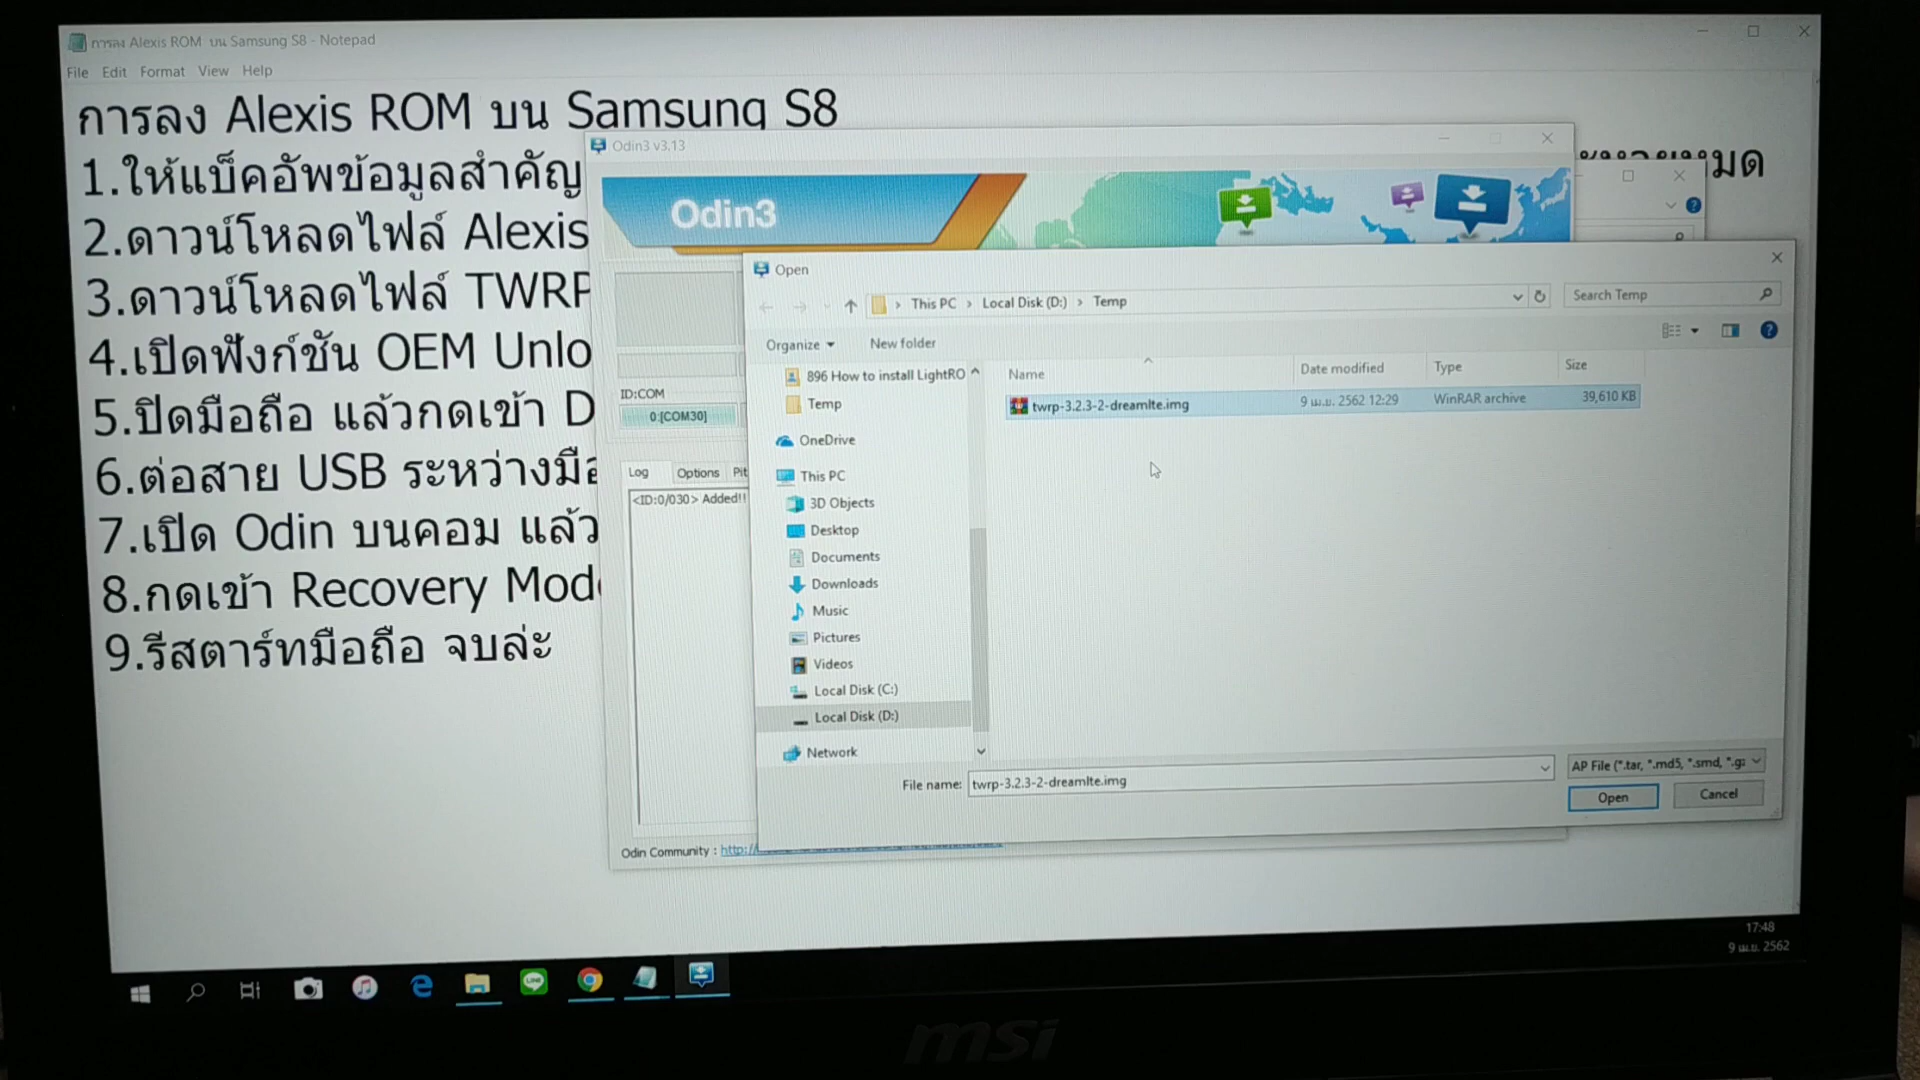 การลง Alexis ROM บน Samsung S8 - Notepad
File Edit Format View Help
การลง Alexis ROM บน Samsung S8
1.ให้แบ็คอัพข้อมูลสำคัญ
2.ดาวน์โหลดไฟล์ Alexis
3.ดาวน์โหลดไฟล์ TWRP
4.เปิดฟังก์ชัน OEM Unlo
5.ปิดมือถือ แล้วกดเข้า D
6.ต่อสาย USB ระหว่างมือ
7.เปิด Odin บนคอม แล้ว
8.กดเข้า Recovery Mode
9.รีสตาร์ทมือถือ จบล่ะ
Odin3 v3.13
Odin3
ID:COM
0:[COM30]
Log Options Pit
<ID:0/030> Added!!
Odin Community : http://
Open
This PC > Local Disk (D:) > Temp
Search Temp
Organize New folder
Name Date modified Type Size
twrp-3.2.3-2-dreamlte.img 9 เม.ย. 2562 12:29 WinRAR archive 39,610 KB
896 How to install LightRO
Temp
OneDrive
This PC
3D Objects
Desktop
Documents
Downloads
Music
Pictures
Videos
Local Disk (C:)
Local Disk (D:)
Network
File name: twrp-3.2.3-2-dreamlte.img
AP File (*.tar, *.md5, *.smd, *.gz
Open Cancel
17:48
9 เม.ย. 2562
LINE
msi